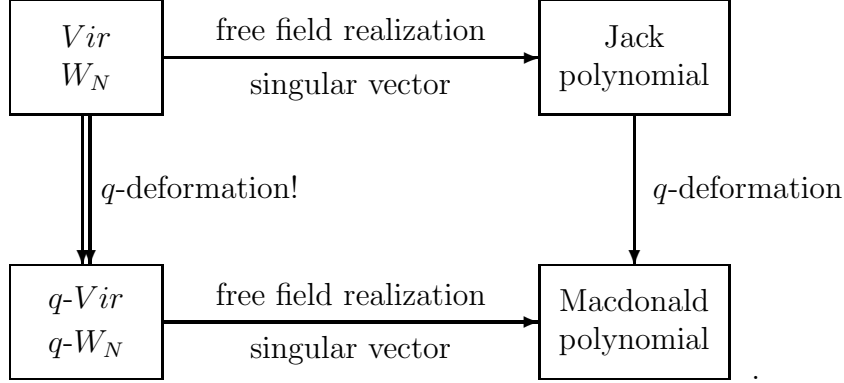 Vir
W_N
free field realization
singular vector
Jack
polynomial
q-deformation!
q-deformation
q-Vir
q-W_N
free field realization
singular vector
Macdonald
polynomial
.